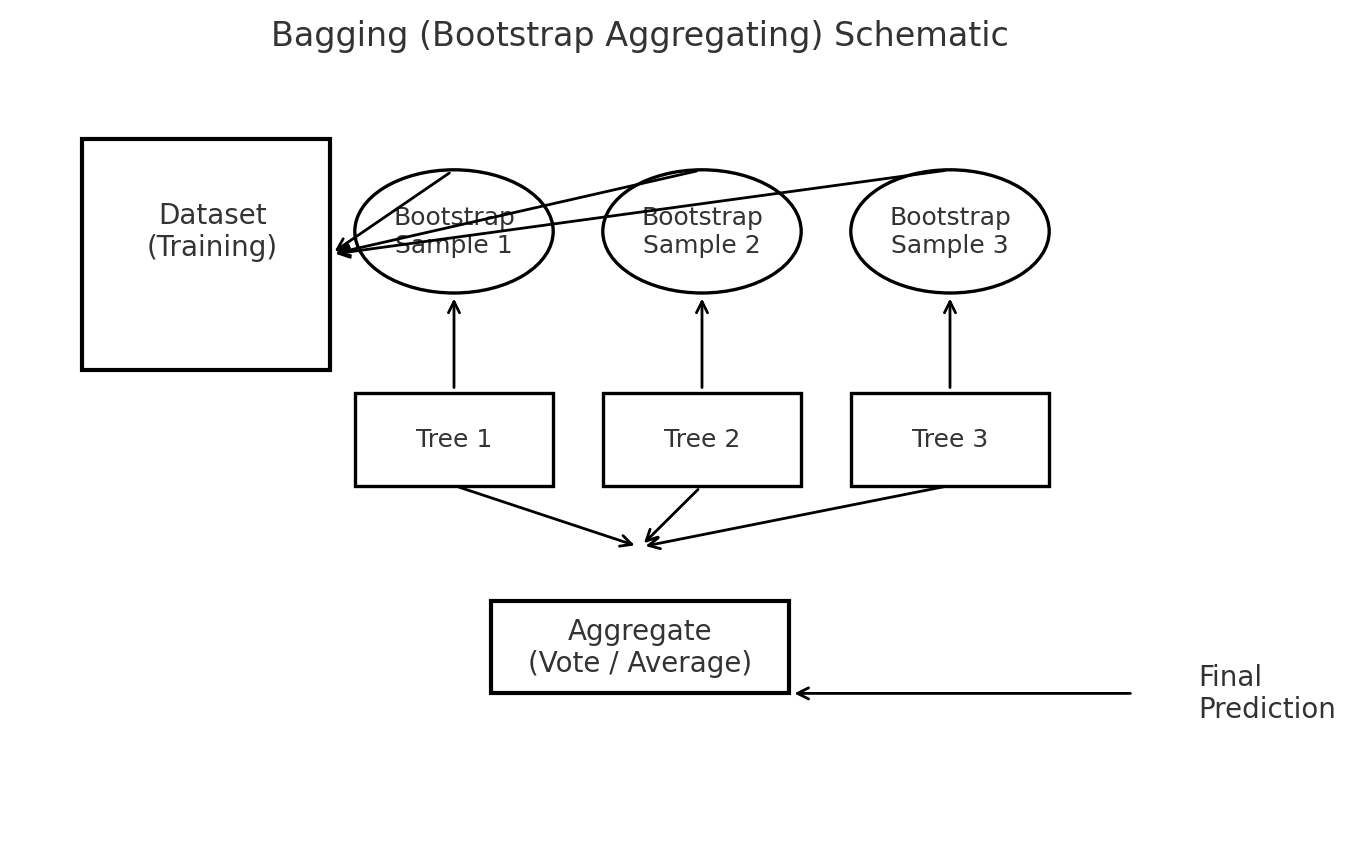 Bagging (Bootstrap Aggregating) Schematic
Dataset
(Training)
Bootstrap
Sample 1
Bootstrap
Sample 2
Bootstrap
Sample 3
Tree 1
Tree 2
Tree 3
Aggregate
(Vote / Average)
Final
Prediction